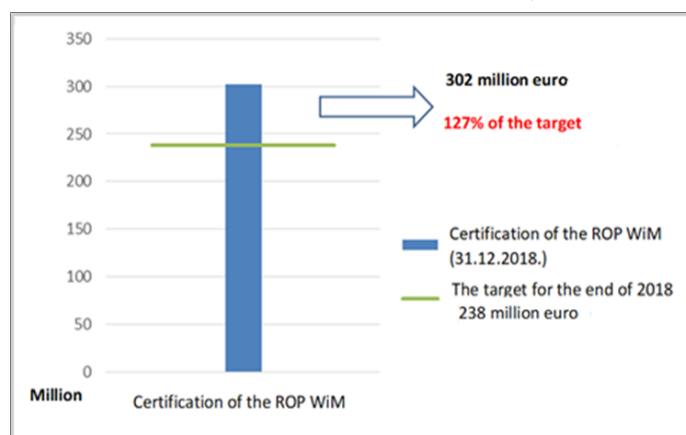 350
300
250
200
150
100
50
0
Million
Certification of the ROP WiM
302 million euro
127% of the target
Certification of the ROP WiM
(31.12.2018.)
The target for the end of 2018
238 million euro